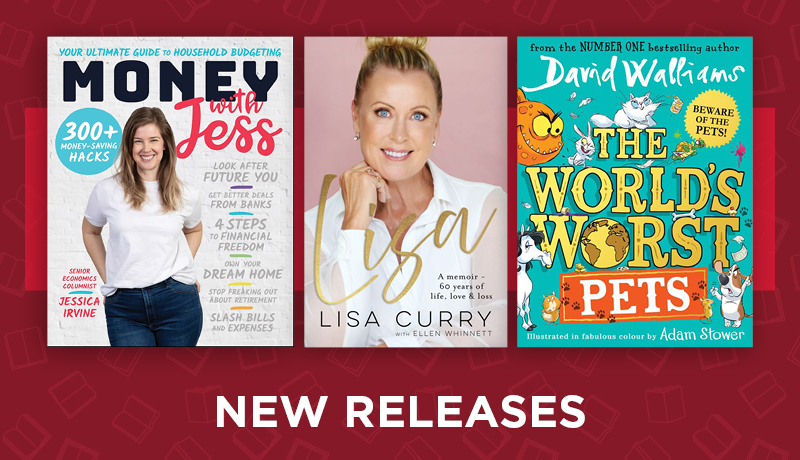 YOUR ULTIMATE GUIDE TO HOUSEHOLD BUDGETING
MONEY
with
Jess
300+
MONEY-SAVING
HACKS
LOOK AFTER
FUTURE YOU
GET BETTER DEALS
FROM BANKS
4 STEPS
TO FINANCIAL
FREEDOM
OWN YOUR
DREAM HOME
STOP FREAKING OUT
ABOUT RETIREMENT
SLASH BILLS
AND EXPENSES
SENIOR
ECONOMICS
COLUMNIST
JESSICA
IRVINE
Lisa
A memoir –
60 years of
life, love & loss
LISA CURRY
WITH ELLEN WHINNETT
from the NUMBER ONE bestselling author
David Walliams
BEWARE
OF THE
PETS!
THE
WORLD'S
WORST
PETS
Illustrated in fabulous colour by Adam Stower
NEW RELEASES